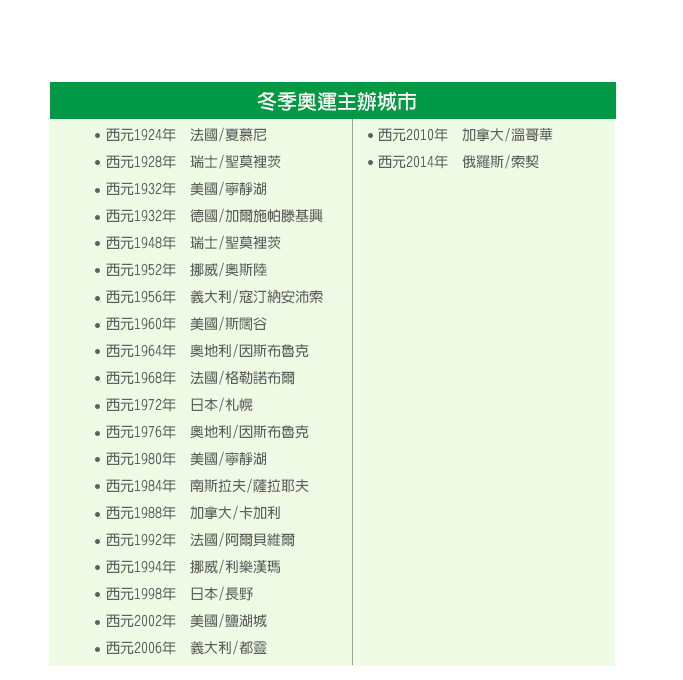 冬季奧運主辦城市
• 西元1924年 法國/夏慕尼
• 西元1928年 瑞士/聖莫裡茨
• 西元1932年 美國/寧靜湖
• 西元1932年 德國/加爾施帕滕基興
• 西元1948年 瑞士/聖莫裡茨
• 西元1952年 挪威/奧斯陸
• 西元1956年 義大利/寇汀納安沛索
• 西元1960年 美國/斯闊谷
• 西元1964年 奧地利/因斯布魯克
• 西元1968年 法國/格勒諾布爾
• 西元1972年 日本/札幌
• 西元1976年 奧地利/因斯布魯克
• 西元1980年 美國/寧靜湖
• 西元1984年 南斯拉夫/薩拉耶夫
• 西元1988年 加拿大/卡加利
• 西元1992年 法國/阿爾貝維爾
• 西元1994年 挪威/利樂漢瑪
• 西元1998年 日本/長野
• 西元2002年 美國/鹽湖城
• 西元2006年 義大利/都靈
• 西元2010年 加拿大/溫哥華
• 西元2014年 俄羅斯/索契